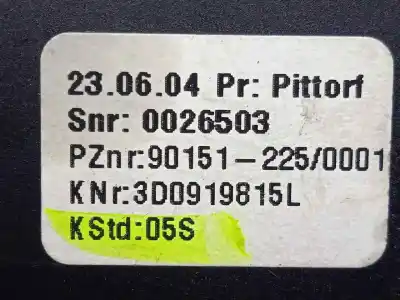 23.06.04 Pr: Pittorf
Snr: 0026503
PZnr:90151-225/0001
KNr:3D0919815L
KStd:05S